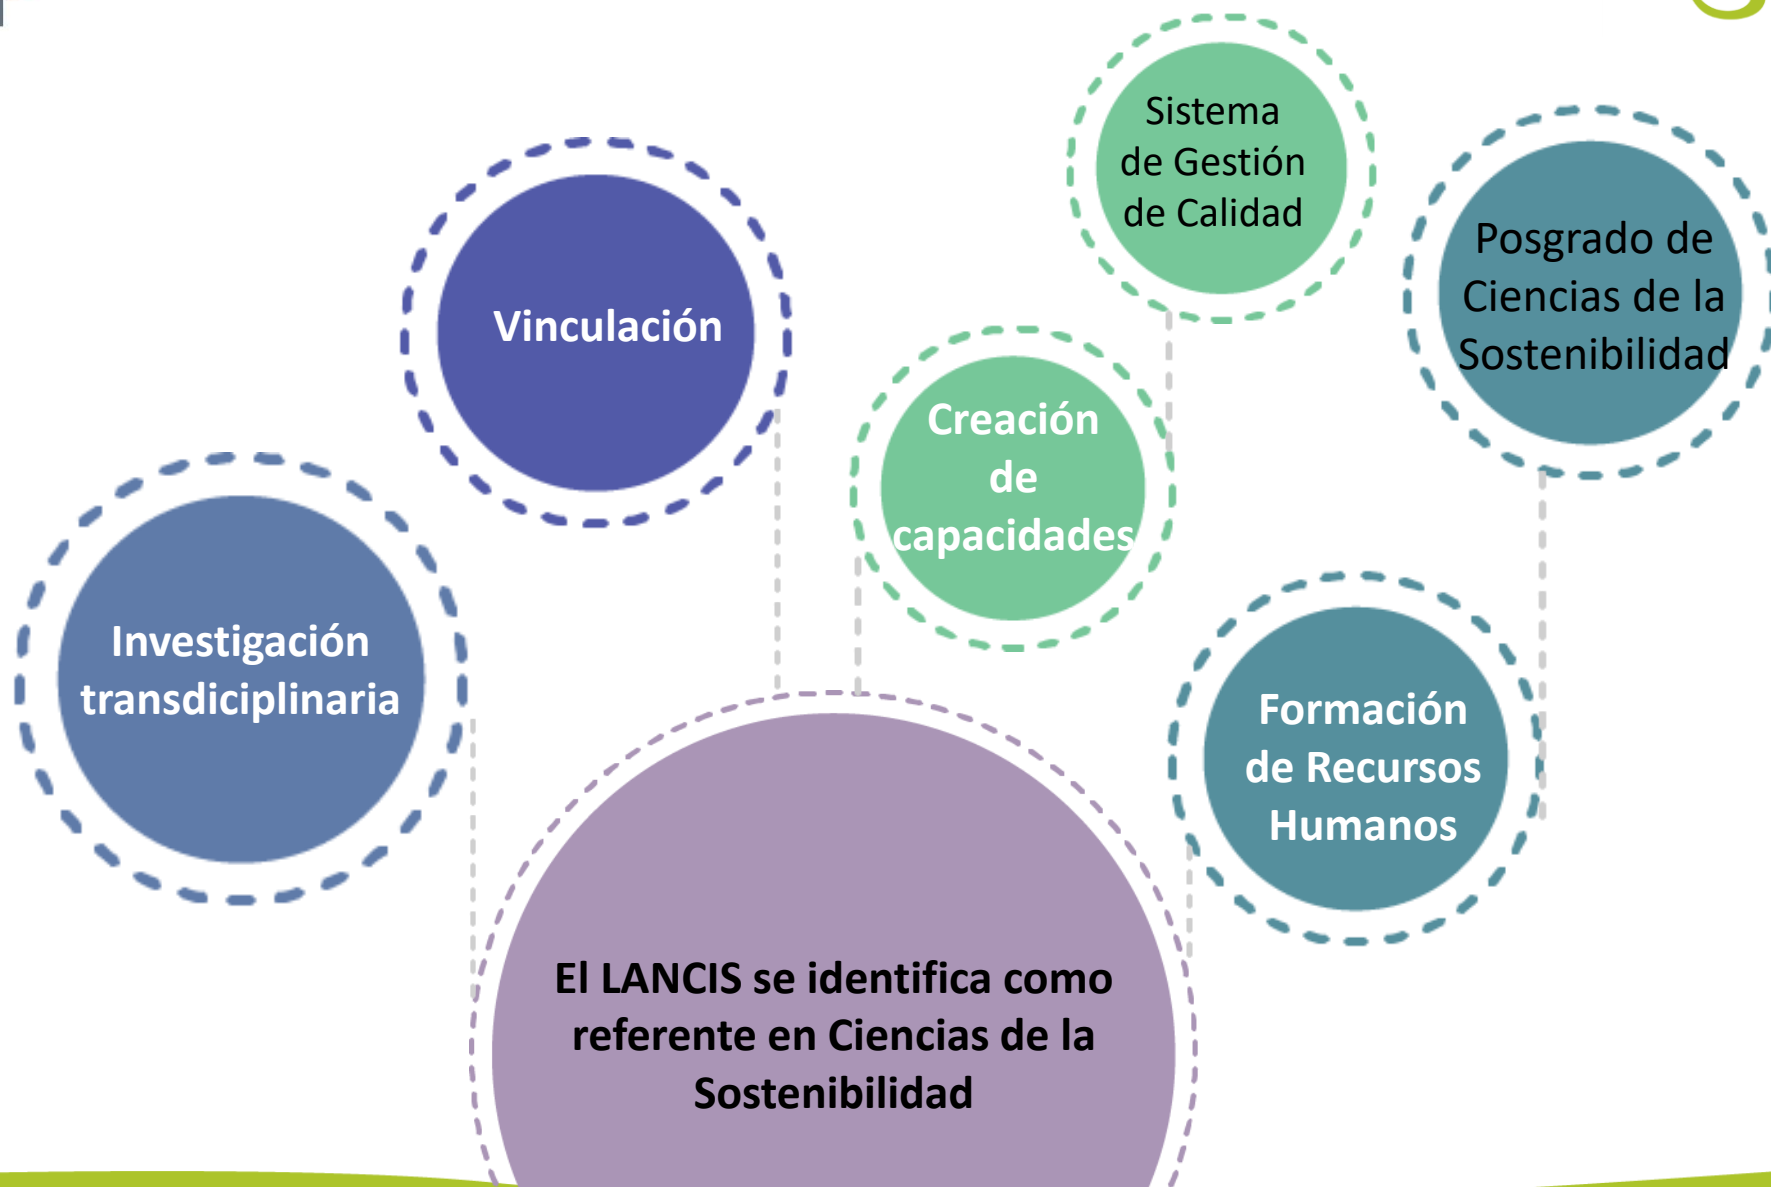 Sistema
de Gestión
de Calidad
Posgrado de
Ciencias de la
Sostenibilidad
Vinculación
Creación
de
capacidades
Investigación
transdiciplinaria
Formación
de Recursos
Humanos
El LANCIS se identifica como
referente en Ciencias de la
Sostenibilidad